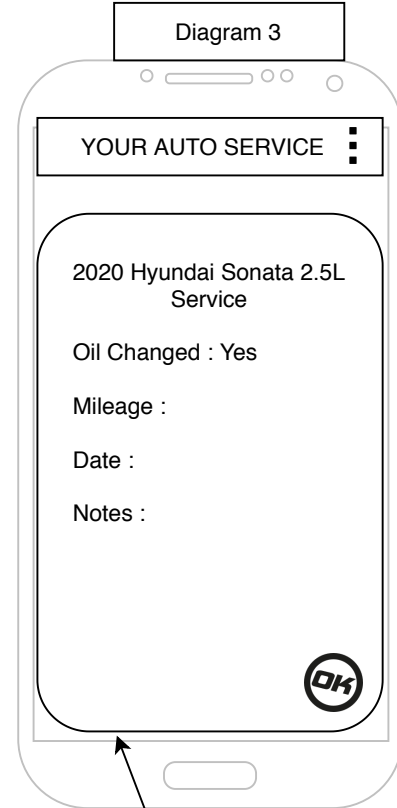 Diagram 3
YOUR AUTO SERVICE
2020 Hyundai Sonata 2.5L
Service
Oil Changed : Yes
Mileage :
Date :
Notes :
OK